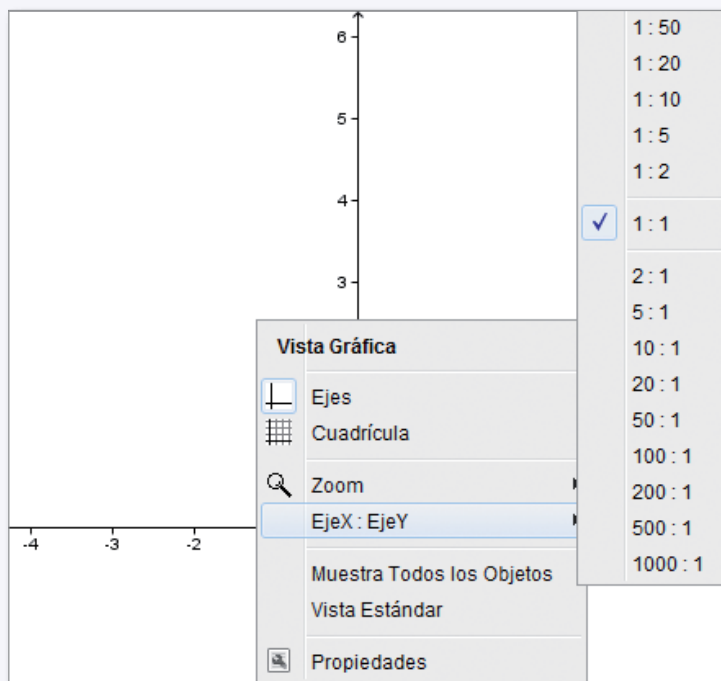 6
5
4
3
-4
-3
-2
Vista Gráfica
Ejes
Cuadrícula
Zoom
EjeX : EjeY
Muestra Todos los Objetos
Vista Estándar
Propiedades
1 : 50
1 : 20
1 : 10
1 : 5
1 : 2
1 : 1
2 : 1
5 : 1
10 : 1
20 : 1
50 : 1
100 : 1
200 : 1
500 : 1
1000 : 1